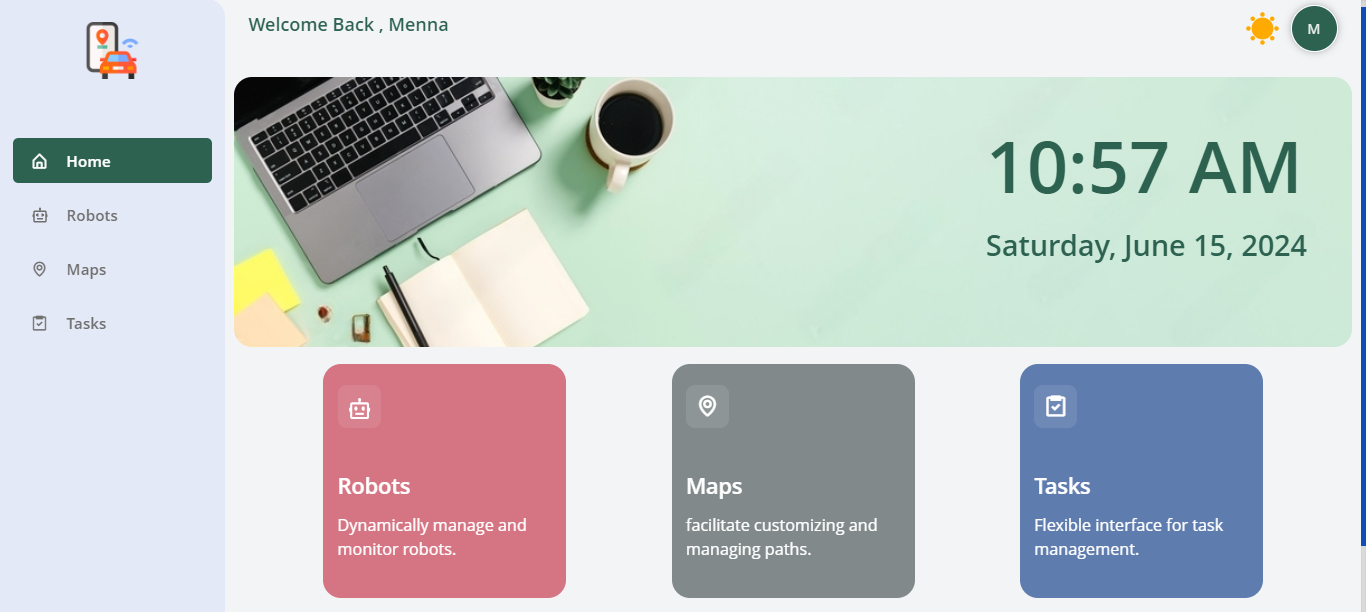 Welcome Back , Menna
M
Home
Robots
Maps
Tasks
10:57 AM
Saturday, June 15, 2024
Robots
Dynamically manage and
monitor robots.
Maps
facilitate customizing and
managing paths.
Tasks
Flexible interface for task
management.